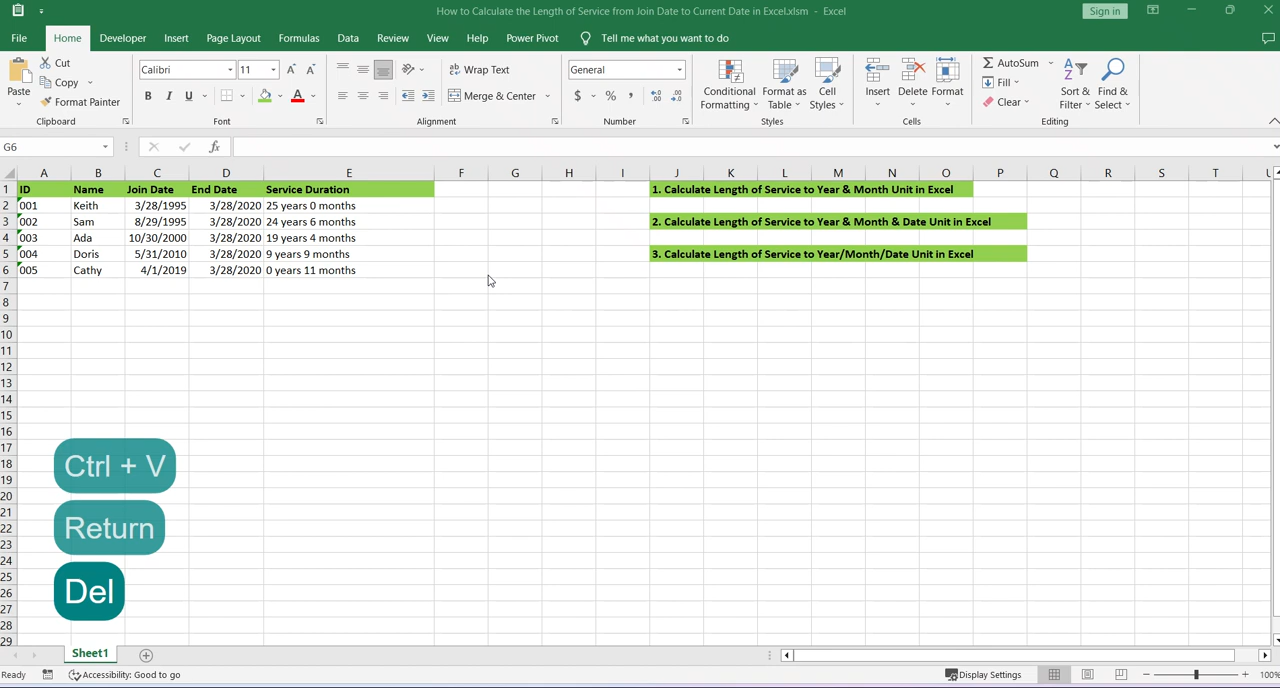 How to Calculate the Length of Service from Join Date to Current Date in Excel.xlsm - Excel
Sign in
File Home Developer Insert Page Layout Formulas Data Review View Help Power Pivot Tell me what you want to do
Paste
Cut
Copy
Format Painter
Clipboard
Calibri 11
B I U
Font
Wrap Text
Merge & Center
Alignment
General
$ % ,
Number
Conditional Formatting
Format as Table
Cell Styles
Styles
Insert Delete Format
Cells
AutoSum
Fill
Clear
Sort & Filter
Find & Select
Editing
G6 fx
A B C D E F G H I J K L M N O P Q R S T U
1 ID Name Join Date End Date Service Duration 1. Calculate Length of Service to Year & Month Unit in Excel
2 001 Keith 3/28/1995 3/28/2020 25 years 0 months
3 002 Sam 8/29/1995 3/28/2020 24 years 6 months 2. Calculate Length of Service to Year & Month & Date Unit in Excel
4 003 Ada 10/30/2000 3/28/2020 19 years 4 months
5 004 Doris 5/31/2010 3/28/2020 9 years 9 months 3. Calculate Length of Service to Year/Month/Date Unit in Excel
6 005 Cathy 4/1/2019 3/28/2020 0 years 11 months
7
8
9
10
11
12
13
14
15
16
17
18
19
20
21
22
23
24
25
26
27
28
29
Ctrl + V
Return
Del
Sheet1
Ready Accessibility: Good to go Display Settings 100%